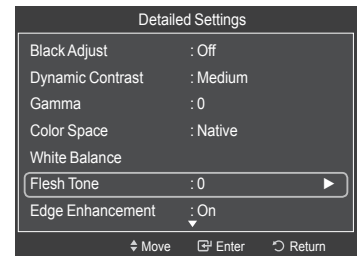 Detailed Settings
Black Adjust : Off
Dynamic Contrast : Medium
Gamma : 0
Color Space : Native
White Balance
Flesh Tone : 0 ►
Edge Enhancement : On
▼
Move Enter Return